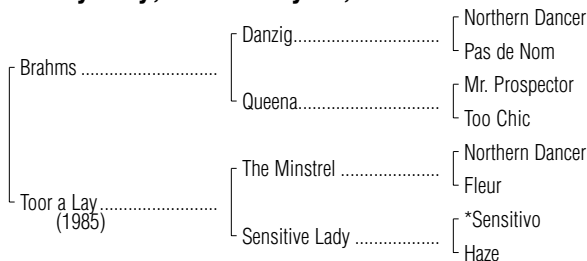 Northern Dancer
Danzig
Pas de Nom
Brahms
Mr. Prospector
Queena
Too Chic
Northern Dancer
The Minstrel
Fleur
Toor a Lay
(1985)
*Sensitivo
Sensitive Lady
Haze